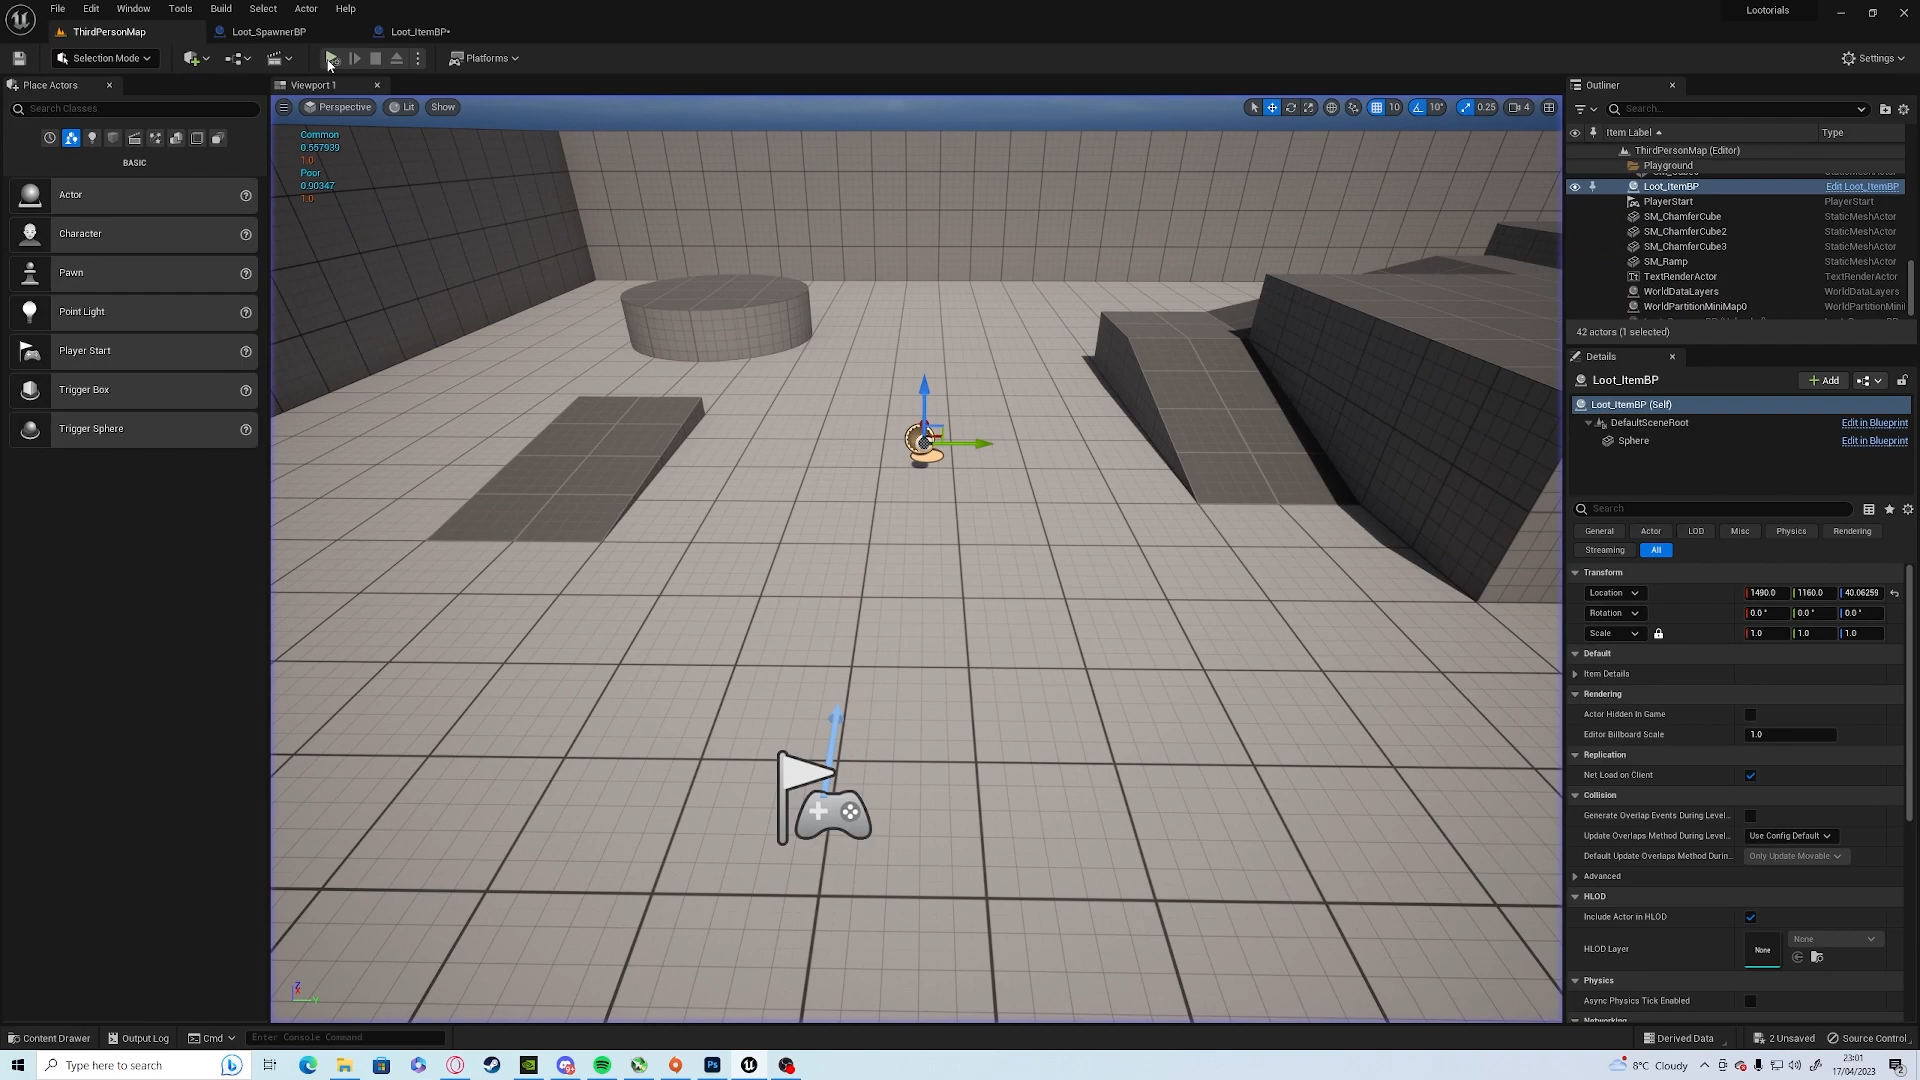 File Edit Window Tools Build Select Actor Help
Lootorials
ThirdPersonMap Loot_SpawnerBP Loot_ItemBP•
Selection Mode Platforms Settings
Place Actors
Search Classes
BASIC
Actor
Character
Pawn
Point Light
Player Start
Trigger Box
Trigger Sphere
Viewport 1
Perspective Lit Show
10 10° 0.25 4
Common
0.557939
1.0
Poor
0.90347
1.0
Outliner
Search...
Item Label Type
ThirdPersonMap (Editor)
Playground
Loot_ItemBP Edit Loot_ItemBP
PlayerStart PlayerStart
SM_ChamferCube StaticMeshActor
SM_ChamferCube2 StaticMeshActor
SM_ChamferCube3 StaticMeshActor
SM_Ramp StaticMeshActor
TextRenderActor TextRenderActor
WorldDataLayers WorldDataLayers
WorldPartitionMiniMap0 WorldPartitionMini
42 actors (1 selected)
Details
Loot_ItemBP Add
Loot_ItemBP (Self)
DefaultSceneRoot Edit in Blueprint
Sphere Edit in Blueprint
Search
General Actor LOD Misc Physics Rendering
Streaming All
Transform
Location 1490.0 1160.0 40.06259
Rotation 0.0° 0.0° 0.0°
Scale 1.0 1.0 1.0
Default
Item Details
Rendering
Actor Hidden In Game
Editor Billboard Scale 1.0
Replication
Net Load on Client
Collision
Generate Overlap Events During Level...
Update Overlaps Method During Level... Use Config Default
Default Update Overlaps Method Durin... Only Update Movable
Advanced
HLOD
Include Actor in HLOD
HLOD Layer None None
Physics
Async Physics Tick Enabled
Content Drawer Output Log Cmd Enter Console Command
Derived Data 2 Unsaved Source Control
Type here to search
8°C Cloudy
23:01
17/04/2023